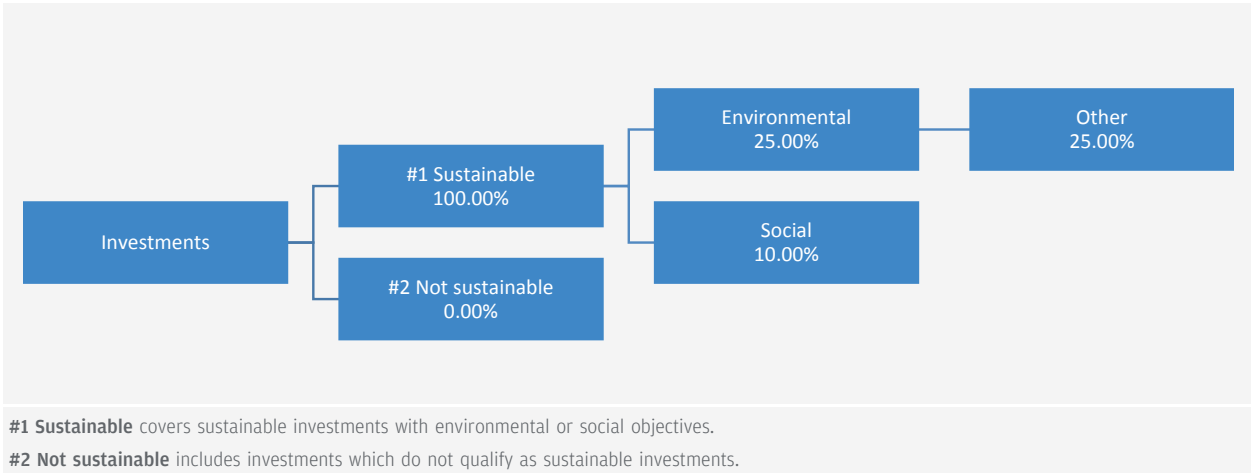 Investments
#1 Sustainable
100.00%
#2 Not sustainable
0.00%
Environmental
25.00%
Social
10.00%
Other
25.00%
#1 Sustainable covers sustainable investments with environmental or social objectives.
#2 Not sustainable includes investments which do not qualify as sustainable investments.